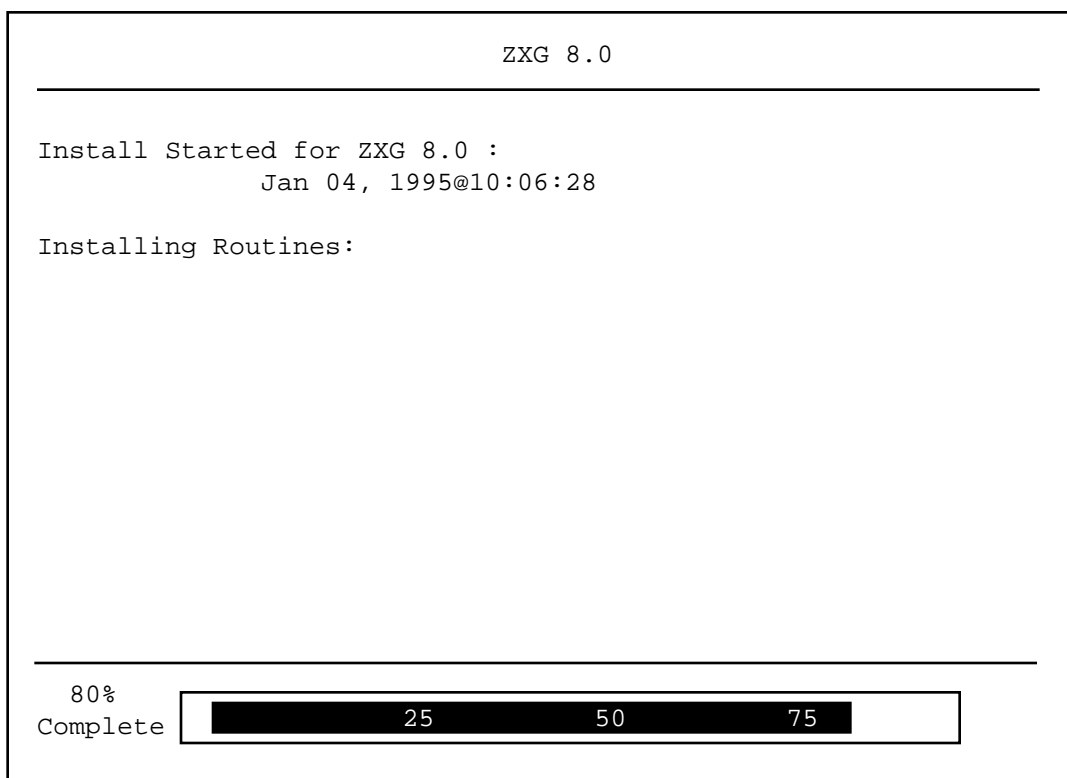 ZXG 8.0
Install Started for ZXG 8.0 :
Jan 04, 1995@10:06:28
Installing Routines:
80%
Complete
25 50 75